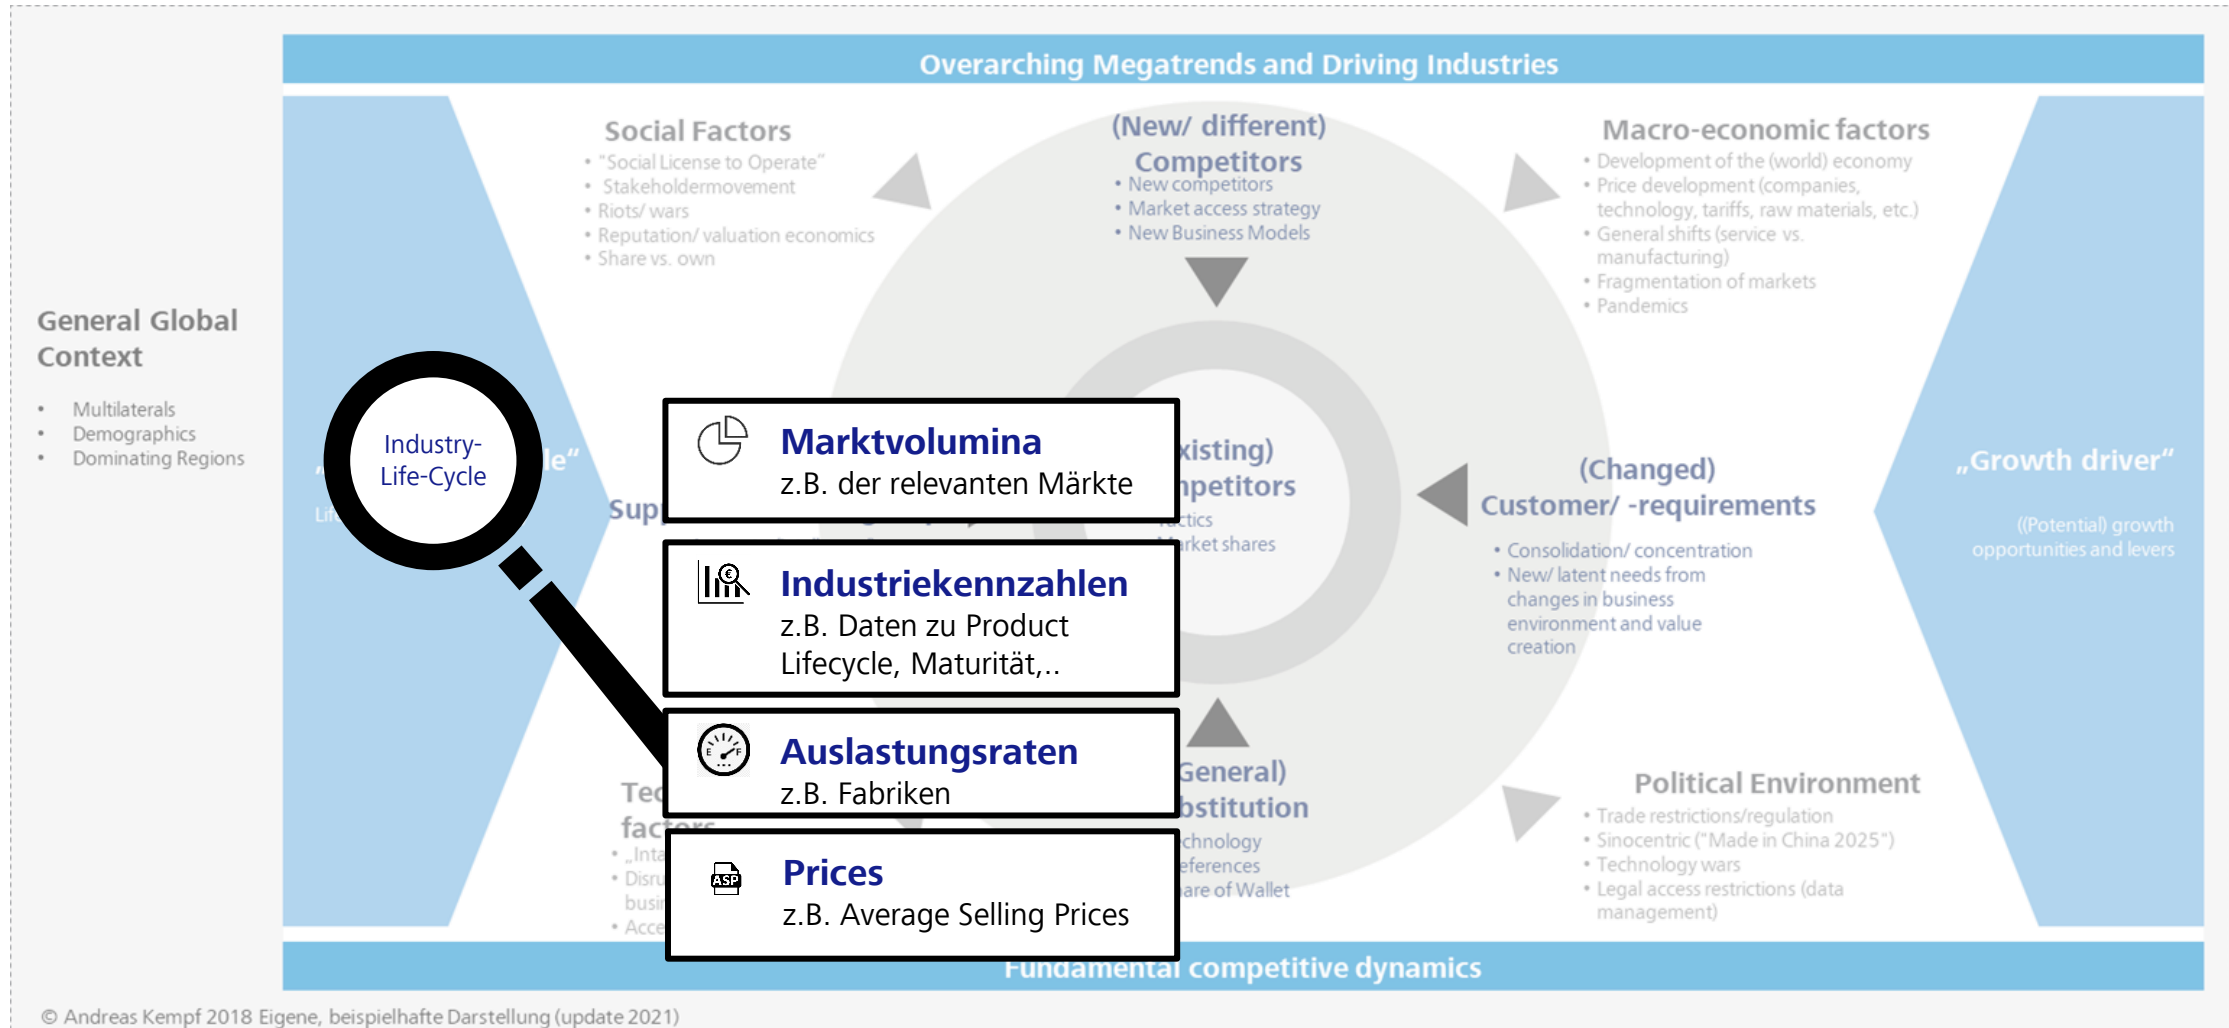 Overarching Megatrends and Driving Industries
General Global
Context
• Multilaterals
• Demographics
• Dominating Regions
Industry-
Life-Cycle
Social Factors
• "Social License to Operate“
• Stakeholdermovement
• Riots/ wars
• Reputation/ valuation economics
• Share vs. own
(New/ different)
Competitors
• New competitors
• Market access strategy
• New Business Models
Macro-economic factors
• Development of the (world) economy
• Price development (companies,
technology, tariffs, raw materials, etc.)
• General shifts (service vs.
manufacturing)
• Fragmentation of markets
• Pandemics
Marktvolumina
z.B. der relevanten Märkte
Industriekennzahlen
z.B. Daten zu Product
Lifecycle, Maturität,..
Auslastungsraten
z.B. Fabriken
ASP
Prices
z.B. Average Selling Prices
E F
€
shares
of Wallet
(Changed)
Customer/ -requirements
• Consolidation/ concentration
• New/ latent needs from
changes in business
environment and value
creation
„Growth driver“
((Potential) growth
opportunities and levers
Political Environment
• Trade restrictions/regulation
• Sinocentric ("Made in China 2025")
• Technology wars
• Legal access restrictions (data
management)
Fundamental competitive dynamics
© Andreas Kempf 2018 Eigene, beispielhafte Darstellung (update 2021)